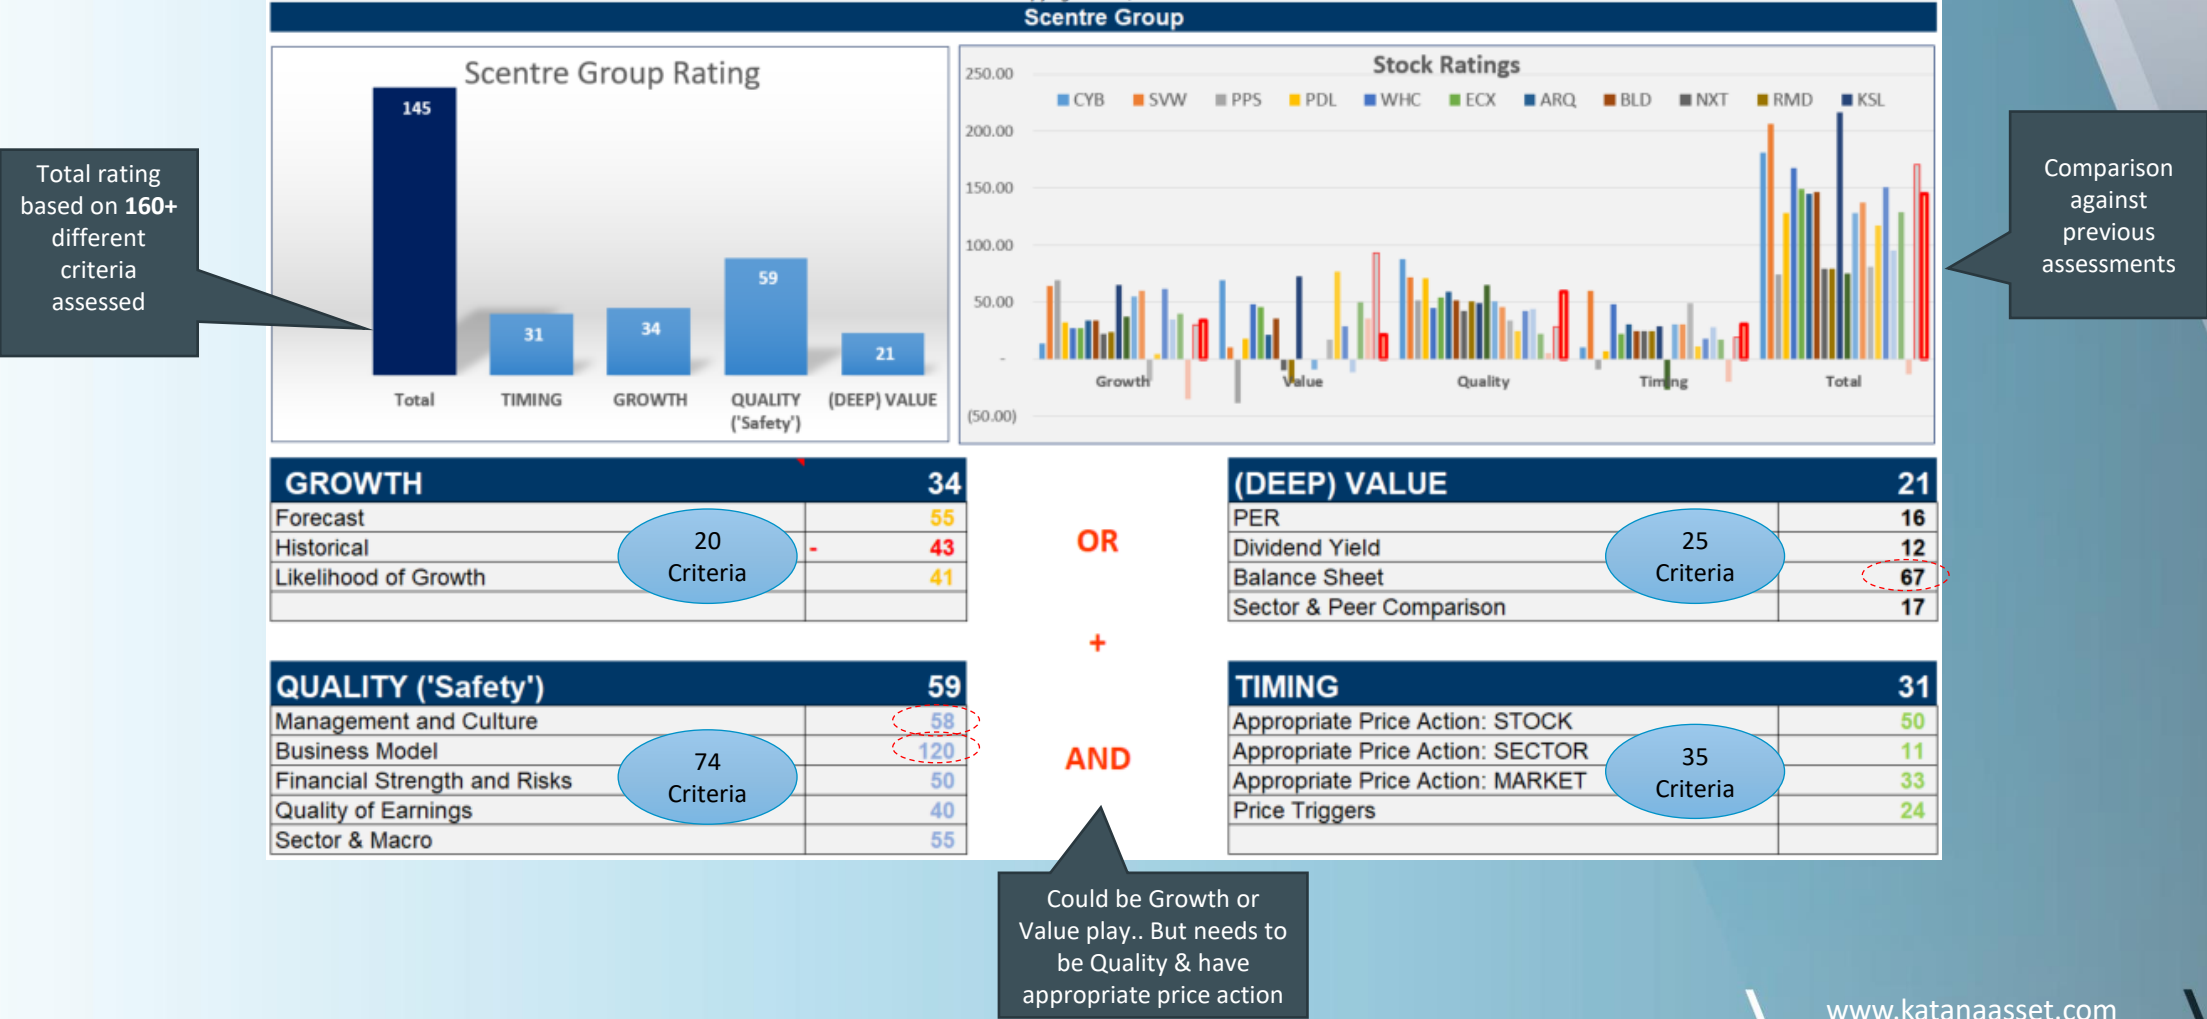 Scentre Group
Scentre Group Rating
145
31
34
59
21
Total
TIMING
GROWTH
QUALITY
('Safety')
(DEEP) VALUE
Stock Ratings
CYB SVW PPS PDL WHC ECX ARQ BLD NXT RMD KSL
250.00
200.00
150.00
100.00
50.00
-
(50.00)
Growth
Value
Quality
Timing
Total
Total rating
based on 160+
different
criteria
assessed
Comparison
against
previous
assessments
GROWTH 34
Forecast 55
Historical - 43
Likelihood of Growth 41
20
Criteria
OR
(DEEP) VALUE 21
PER 16
Dividend Yield 12
Balance Sheet 67
Sector & Peer Comparison 17
25
Criteria
+
QUALITY ('Safety') 59
Management and Culture 58
Business Model 120
Financial Strength and Risks 50
Quality of Earnings 40
Sector & Macro 55
74
Criteria
AND
TIMING 31
Appropriate Price Action: STOCK 50
Appropriate Price Action: SECTOR 11
Appropriate Price Action: MARKET 33
Price Triggers 24
35
Criteria
Could be Growth or
Value play.. But needs to
be Quality & have
appropriate price action
www.katanaasset.com